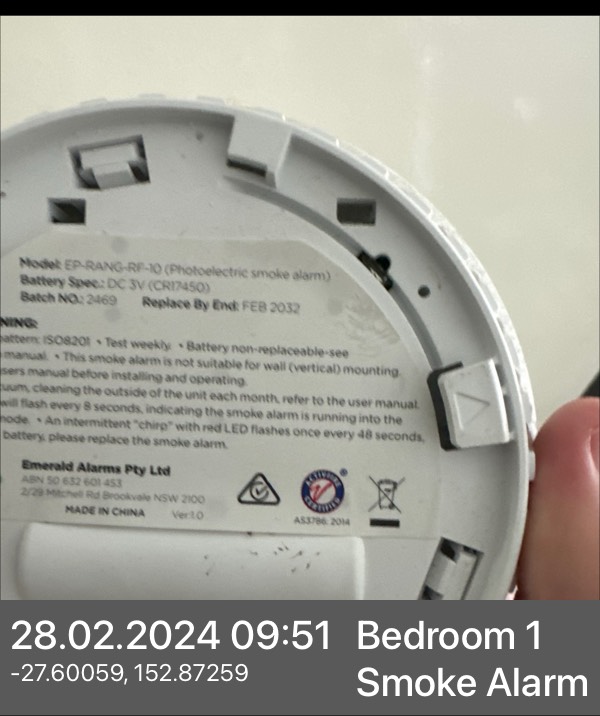 Model: EP-RANG-RF-10 (Photoelectric smoke alarm)
Battery Spec.: DC 3V (CR17450)
Batch NO.: 2469 Replace By End: FEB 2032
NING:
attern: ISO8201 • Test weekly. • Battery non-replaceable-see
manual. • This smoke alarm is not suitable for wall (vertical) mounting.
sers manual before installing and operating.
uum, cleaning the outside of the unit each month, refer to the user manual.
will flash every 8 seconds, indicating the smoke alarm is running into the
node. • An intermittent "chirp" with red LED flashes once every 48 seconds,
battery, please replace the smoke alarm.
Emerald Alarms Pty Ltd
ABN 50 632 601 453
2/29 Mitchell Rd Brookvale NSW 2100
MADE IN CHINA Ver:1.0
AS3786: 2014
28.02.2024 09:51 Bedroom 1
-27.60059, 152.87259 Smoke Alarm